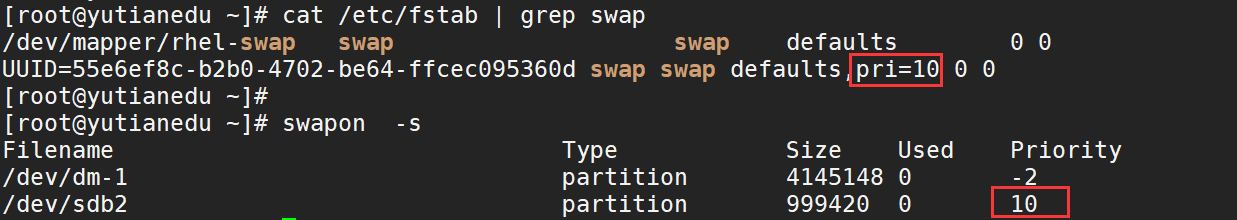 [root@yutianedu ~]# cat /etc/fstab | grep swap
/dev/mapper/rhel-swap   swap                    swap    defaults        0 0
UUID=55e6ef8c-b2b0-4702-be64-ffcec095360d swap swap defaults,pri=10 0 0
[root@yutianedu ~]#
[root@yutianedu ~]# swapon  -s
Filename                                Type            Size    Used    Priority
/dev/dm-1                               partition       4145148 0       -2
/dev/sdb2                               partition       999420  0       10